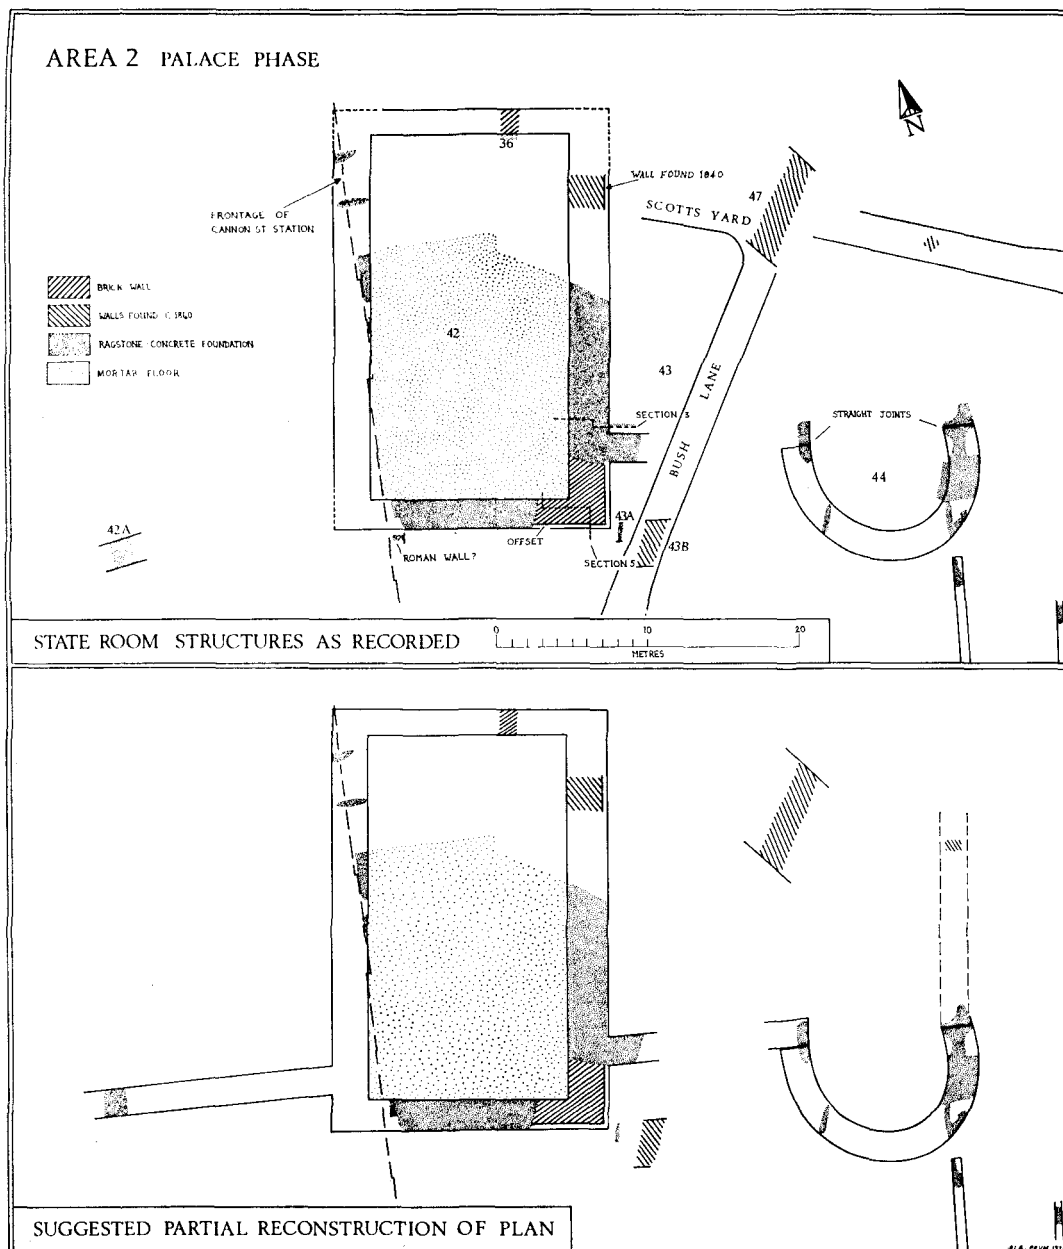 AREA 2 PALACE PHASE
N
36
WALL FOUND 1840
47
SCOTTS YARD
FRONTAGE OF
CANNON ST STATION
BRICK WALL
WALLS FOUND C. 1840
RAGSTONE CONCRETE FOUNDATION
MORTAR FLOOR
42
43
BUSH LANE
SECTION 3
STRAIGHT JOINTS
44
42A
43A
OFFSET
43B
ROMAN WALL?
SECTION 5
STATE ROOM STRUCTURES AS RECORDED
0 10 20
METRES
SUGGESTED PARTIAL RECONSTRUCTION OF PLAN